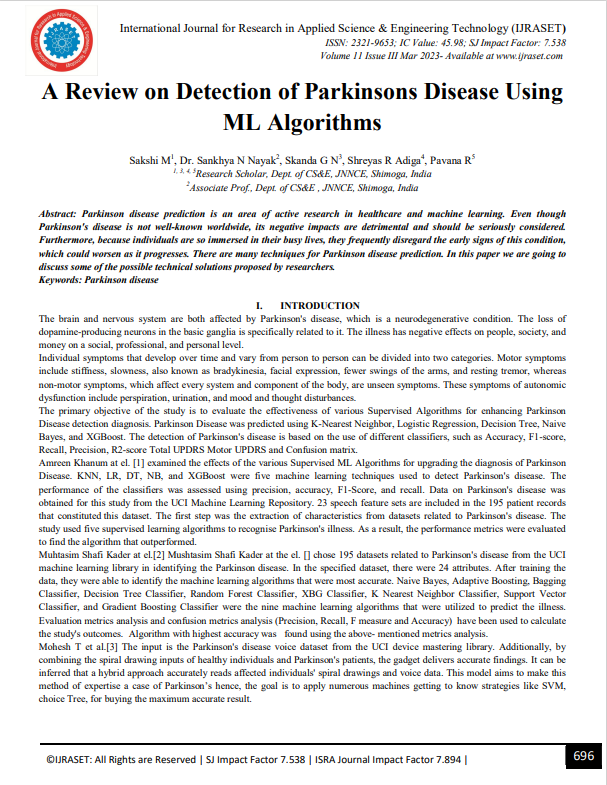 International Journal for Research in Applied Science & Engineering Technology (IJRASET)
ISSN: 2321-9653; IC Value: 45.98; SJ Impact Factor: 7.538
Volume 11 Issue III Mar 2023- Available at www.ijraset.com
A Review on Detection of Parkinsons Disease Using
ML Algorithms
Sakshi M1, Dr. Sankhya N Nayak2, Skanda G N3, Shreyas R Adiga4, Pavana R5
1, 3, 4, 5Research Scholar, Dept. of CS&E, JNNCE, Shimoga, India
2Associate Prof., Dept. of CS&E , JNNCE, Shimoga, India
Abstract: Parkinson disease prediction is an area of active research in healthcare and machine learning. Even though
Parkinson's disease is not well-known worldwide, its negative impacts are detrimental and should be seriously considered.
Furthermore, because individuals are so immersed in their busy lives, they frequently disregard the early signs of this condition,
which could worsen as it progresses. There are many techniques for Parkinson disease prediction. In this paper we are going to
discuss some of the possible technical solutions proposed by researchers.
Keywords: Parkinson disease
I. INTRODUCTION
The brain and nervous system are both affected by Parkinson's disease, which is a neurodegenerative condition. The loss of
dopamine-producing neurons in the basic ganglia is specifically related to it. The illness has negative effects on people, society, and
money on a social, professional, and personal level.
Individual symptoms that develop over time and vary from person to person can be divided into two categories. Motor symptoms
include stiffness, slowness, also known as bradykinesia, facial expression, fewer swings of the arms, and resting tremor, whereas
non-motor symptoms, which affect every system and component of the body, are unseen symptoms. These symptoms of autonomic
dysfunction include perspiration, urination, and mood and thought disturbances.
The primary objective of the study is to evaluate the effectiveness of various Supervised Algorithms for enhancing Parkinson
Disease detection diagnosis. Parkinson Disease was predicted using K-Nearest Neighbor, Logistic Regression, Decision Tree, Naive
Bayes, and XGBoost. The detection of Parkinson's disease is based on the use of different classifiers, such as Accuracy, F1-score,
Recall, Precision, R2-score Total UPDRS Motor UPDRS and Confusion matrix.
Amreen Khanum at el. [1] examined the effects of the various Supervised ML Algorithms for upgrading the diagnosis of Parkinson
Disease. KNN, LR, DT, NB, and XGBoost were five machine learning techniques used to detect Parkinson's disease. The
performance of the classifiers was assessed using precision, accuracy, F1-Score, and recall. Data on Parkinson's disease was
obtained for this study from the UCI Machine Learning Repository. 23 speech feature sets are included in the 195 patient records
that constituted this dataset. The first step was the extraction of characteristics from datasets related to Parkinson's disease. The
study used five supervised learning algorithms to recognise Parkinson's illness. As a result, the performance metrics were evaluated
to find the algorithm that outperformed.
Muhtasim Shafi Kader at el.[2] Mushtasim Shafi Kader at the el. [] chose 195 datasets related to Parkinson's disease from the UCI
machine learning library in identifying the Parkinson disease. In the specified dataset, there were 24 attributes. After training the
data, they were able to identify the machine learning algorithms that were most accurate. Naive Bayes, Adaptive Boosting, Bagging
Classifier, Decision Tree Classifier, Random Forest Classifier, XBG Classifier, K Nearest Neighbor Classifier, Support Vector
Classifier, and Gradient Boosting Classifier were the nine machine learning algorithms that were utilized to predict the illness.
Evaluation metrics analysis and confusion metrics analysis (Precision, Recall, F measure and Accuracy) have been used to calculate
the study's outcomes. Algorithm with highest accuracy was found using the above- mentioned metrics analysis.
Mohesh T et al.[3] The input is the Parkinson's disease voice dataset from the UCI device mastering library. Additionally, by
combining the spiral drawing inputs of healthy individuals and Parkinson's patients, the gadget delivers accurate findings. It can be
inferred that a hybrid approach accurately reads affected individuals' spiral drawings and voice data. This model aims to make this
method of expertise a case of Parkinson's hence, the goal is to apply numerous machines getting to know strategies like SVM,
choice Tree, for buying the maximum accurate result.
©IJRASET: All Rights are Reserved | SJ Impact Factor 7.538 | ISRA Journal Impact Factor 7.894 |
696